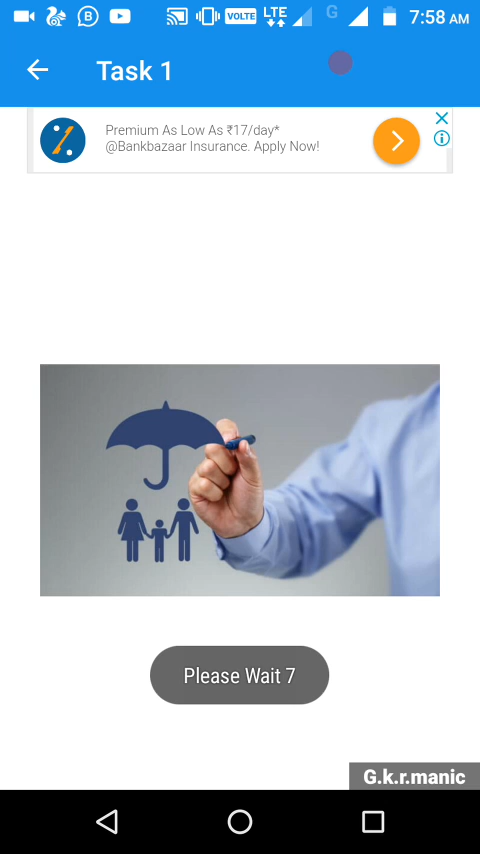 B VOLTE LTE G 7:58 AM
Task 1
Premium As Low As ₹17/day*
@Bankbazaar Insurance. Apply Now!
Please Wait 7
G.k.r.manic